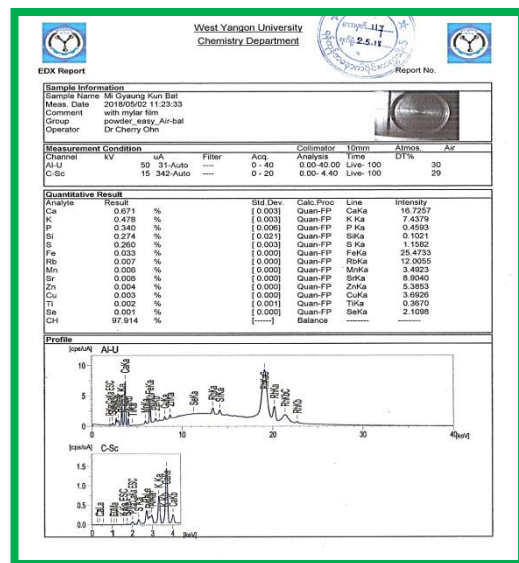 West Yangon University
Chemistry Department
EDX Report
Report No.
Sample Information
Sample Name Mi Gyaung Kun Bat
Meas. Date 2018/05/02 11:23:33
Comment with mylar film
Group powder_easy_Air-bal
Operator Dr Cherry Ohn
Measurement Condition Collimator 10mm Atmos. Air
Channel kV uA Filter Acq. Analysis Time DT%
Al-U 50 31-Auto ---- 0 - 40 0.00-40.00 Live- 100 30
C-Sc 15 342-Auto ---- 0 - 20 0.00- 4.40 Live- 100 29
Quantitative Result
Analyte Result Std.Dev. Calc.Proc Line Intensity
Ca 0.671 % [ 0.003] Quan-FP CaKa 16.7257
K 0.478 % [ 0.003] Quan-FP K Ka 7.4379
P 0.340 % [ 0.006] Quan-FP P Ka 0.4593
Si 0.274 % [ 0.021] Quan-FP SiKa 0.1021
S 0.260 % [ 0.003] Quan-FP S Ka 1.1582
Fe 0.033 % [ 0.000] Quan-FP FeKa 25.4733
Rb 0.007 % [ 0.000] Quan-FP RbKa 12.0055
Mn 0.006 % [ 0.000] Quan-FP MnKa 3.4923
Sr 0.006 % [ 0.000] Quan-FP SrKa 8.9040
Zn 0.004 % [ 0.000] Quan-FP ZnKa 5.3853
Cu 0.003 % [ 0.000] Quan-FP CuKa 3.6926
Ti 0.002 % [ 0.001] Quan-FP TiKa 0.3670
Se 0.001 % [ 0.000] Quan-FP SeKa 2.1098
CH 97.914 % [-----] Balance -------- --------
Profile
[cps/uA] Al-U
10
5
0
CaKa
FeKa
ZnKa
SeKa
RbKa
SrKa
RhKa
RhKbC
RhKb
0 10 20 30 40[keV]
[cps/uA] C-Sc
1.5
1.0
0.5
0.0
S Ka
K Ka
CaKb
0 1 2 3 4 [keV]